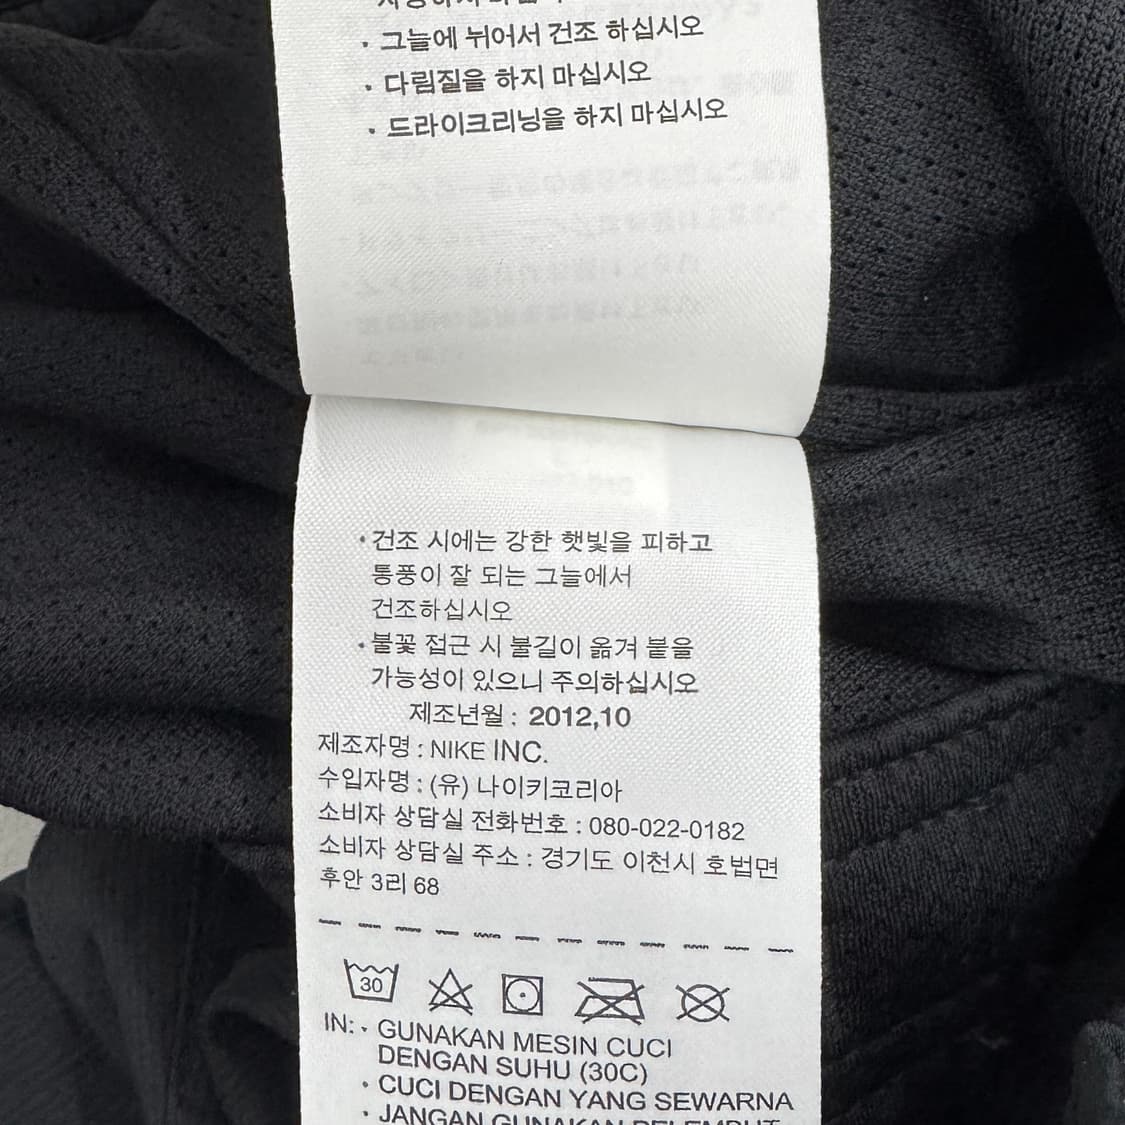 · 그늘에 뉘어서 건조 하십시오
· 다림질을 하지 마십시오
· 드라이크리닝을 하지 마십시오
· 건조 시에는 강한 햇빛을 피하고
통풍이 잘 되는 그늘에서
건조하십시오
· 불꽃 접근 시 불길이 옮겨 붙을
가능성이 있으니 주의하십시오
제조년월 : 2012,10
제조자명 : NIKE INC.
수입자명 : (유) 나이키코리아
소비자 상담실 전화번호 : 080-022-0182
소비자 상담실 주소 : 경기도 이천시 호법면
후안 3리 68
30
IN: · GUNAKAN MESIN CUCI
DENGAN SUHU (30C)
· CUCI DENGAN YANG SEWARNA
· JANGAN GUNAKAN PELEMBUT